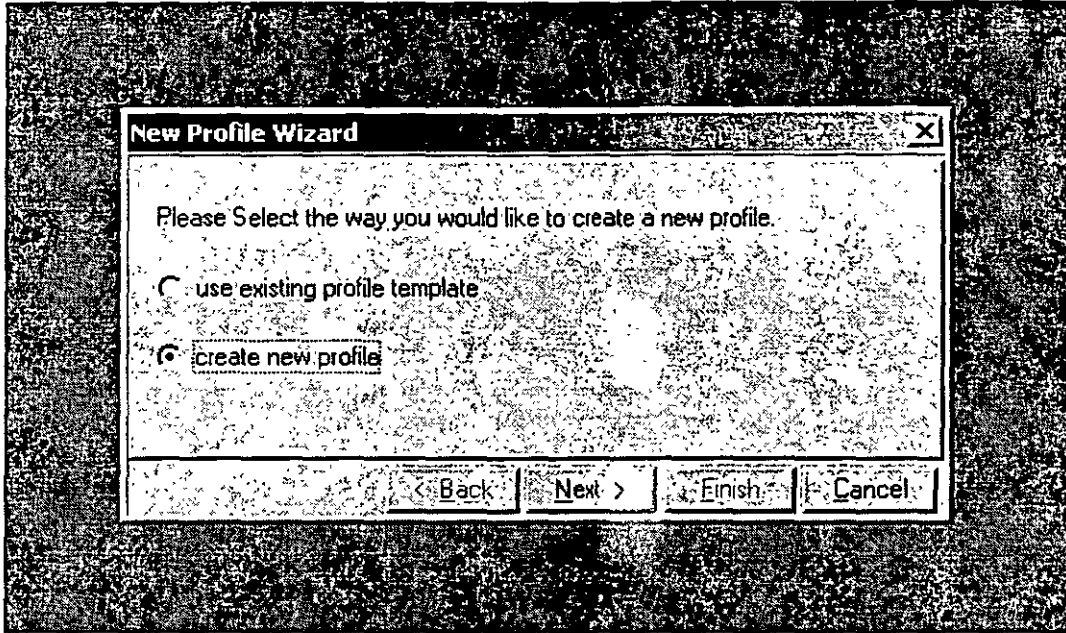 New Profile Wizard
Please Select the way you would like to create a new profile.
use existing profile template
create new profile
< Back Next > Finish Cancel